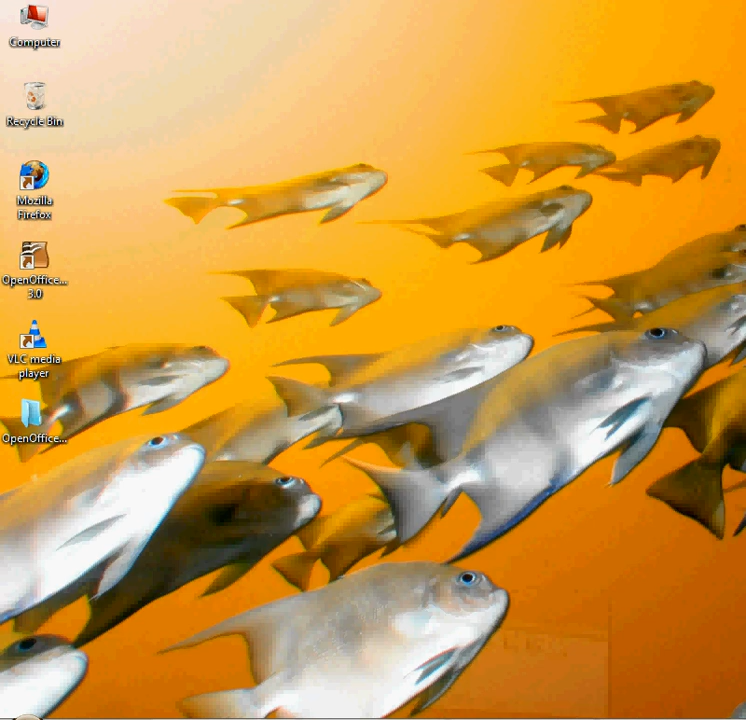 Computer
Recycle Bin
Mozilla
Firefox
OpenOffice...
3.0
VLC media
player
OpenOffice...